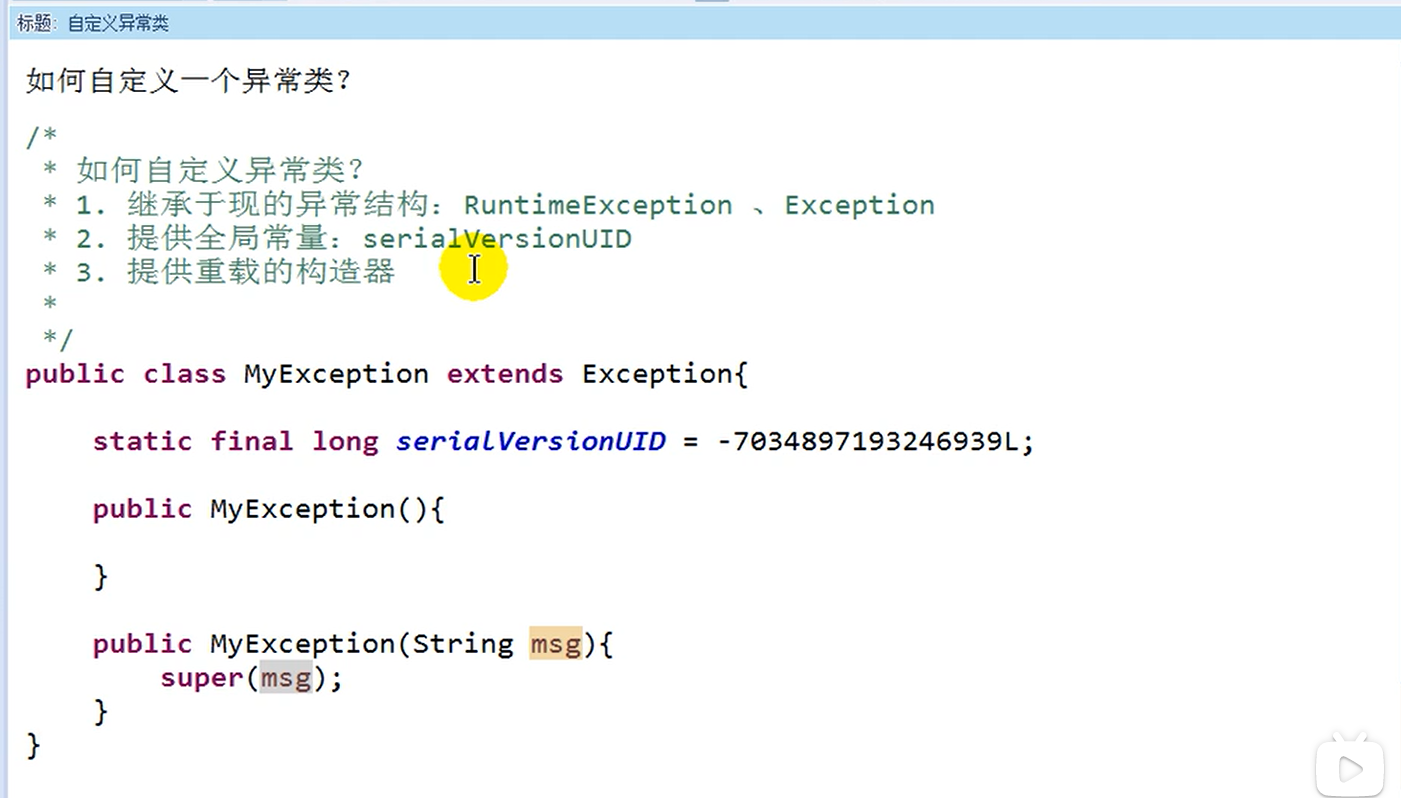 标题: 自定义异常类
如何自定义一个异常类?
/*
* 如何自定义异常类?
* 1. 继承于现的异常结构: RuntimeException 、Exception
* 2. 提供全局常量: serialVersionUID
* 3. 提供重载的构造器
*
*/
public class MyException extends Exception{
static final long serialVersionUID = -7034897193246939L;
public MyException(){
}
public MyException(String msg){
super(msg);
}
}